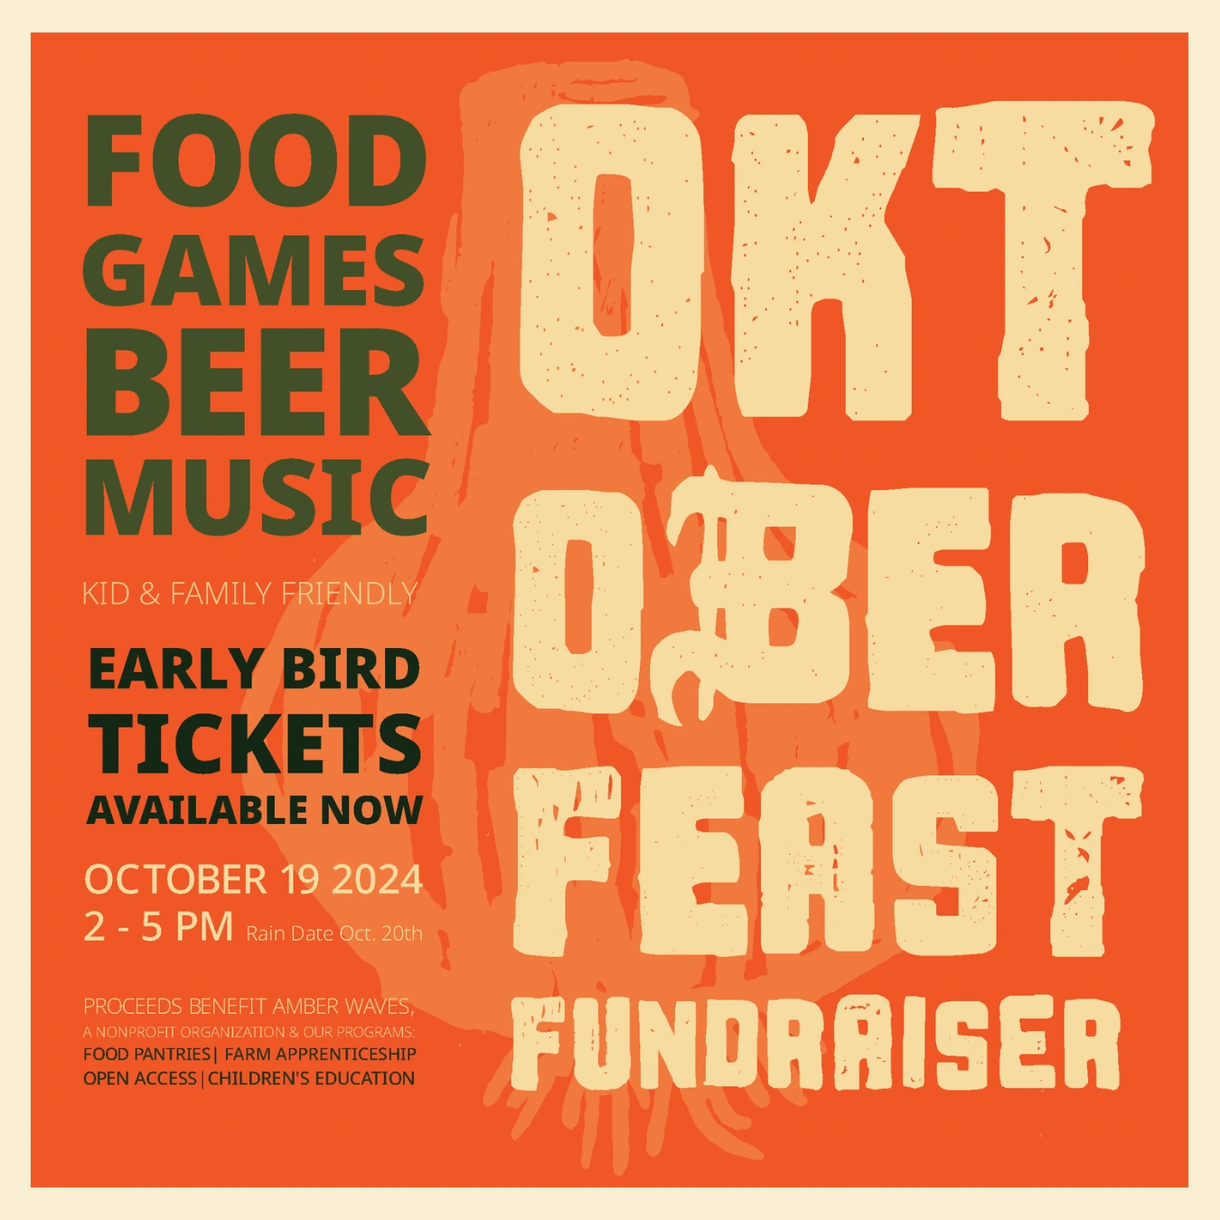 FOOD
GAMES
BEER
MUSIC
KID & FAMILY FRIENDLY
EARLY BIRD
TICKETS
AVAILABLE NOW
OCTOBER 19 2024
2 - 5 PM Rain Date Oct. 20th
PROCEEDS BENEFIT AMBER WAVES,
A NONPROFIT ORGANIZATION & OUR PROGRAMS:
FOOD PANTRIES| FARM APPRENTICESHIP
OPEN ACCESS|CHILDREN'S EDUCATION
OKT
OBER
FEAST
FUNDRAISER